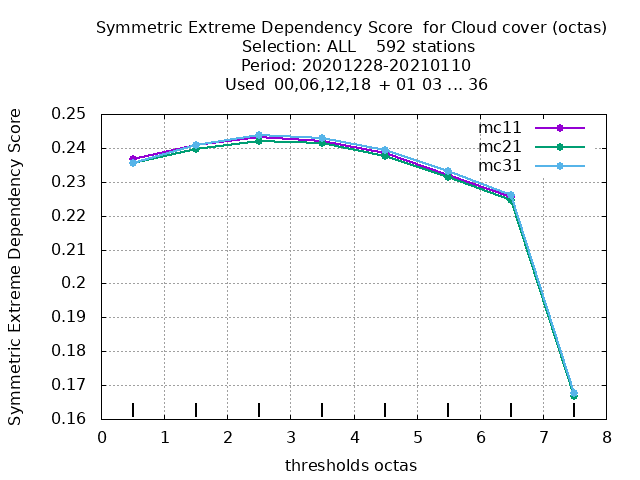 Symmetric Extreme Dependency Score  for Cloud cover (octas)
Selection: ALL    592 stations
Period: 20201228-20210110
Used  00,06,12,18  + 01 03 ... 36
Symmetric Extreme Dependency Score
0.25
0.24
0.23
0.22
0.21
0.2
0.19
0.18
0.17
0.16
mc11
mc21
mc31
0 1 2 3 4 5 6 7 8
thresholds octas